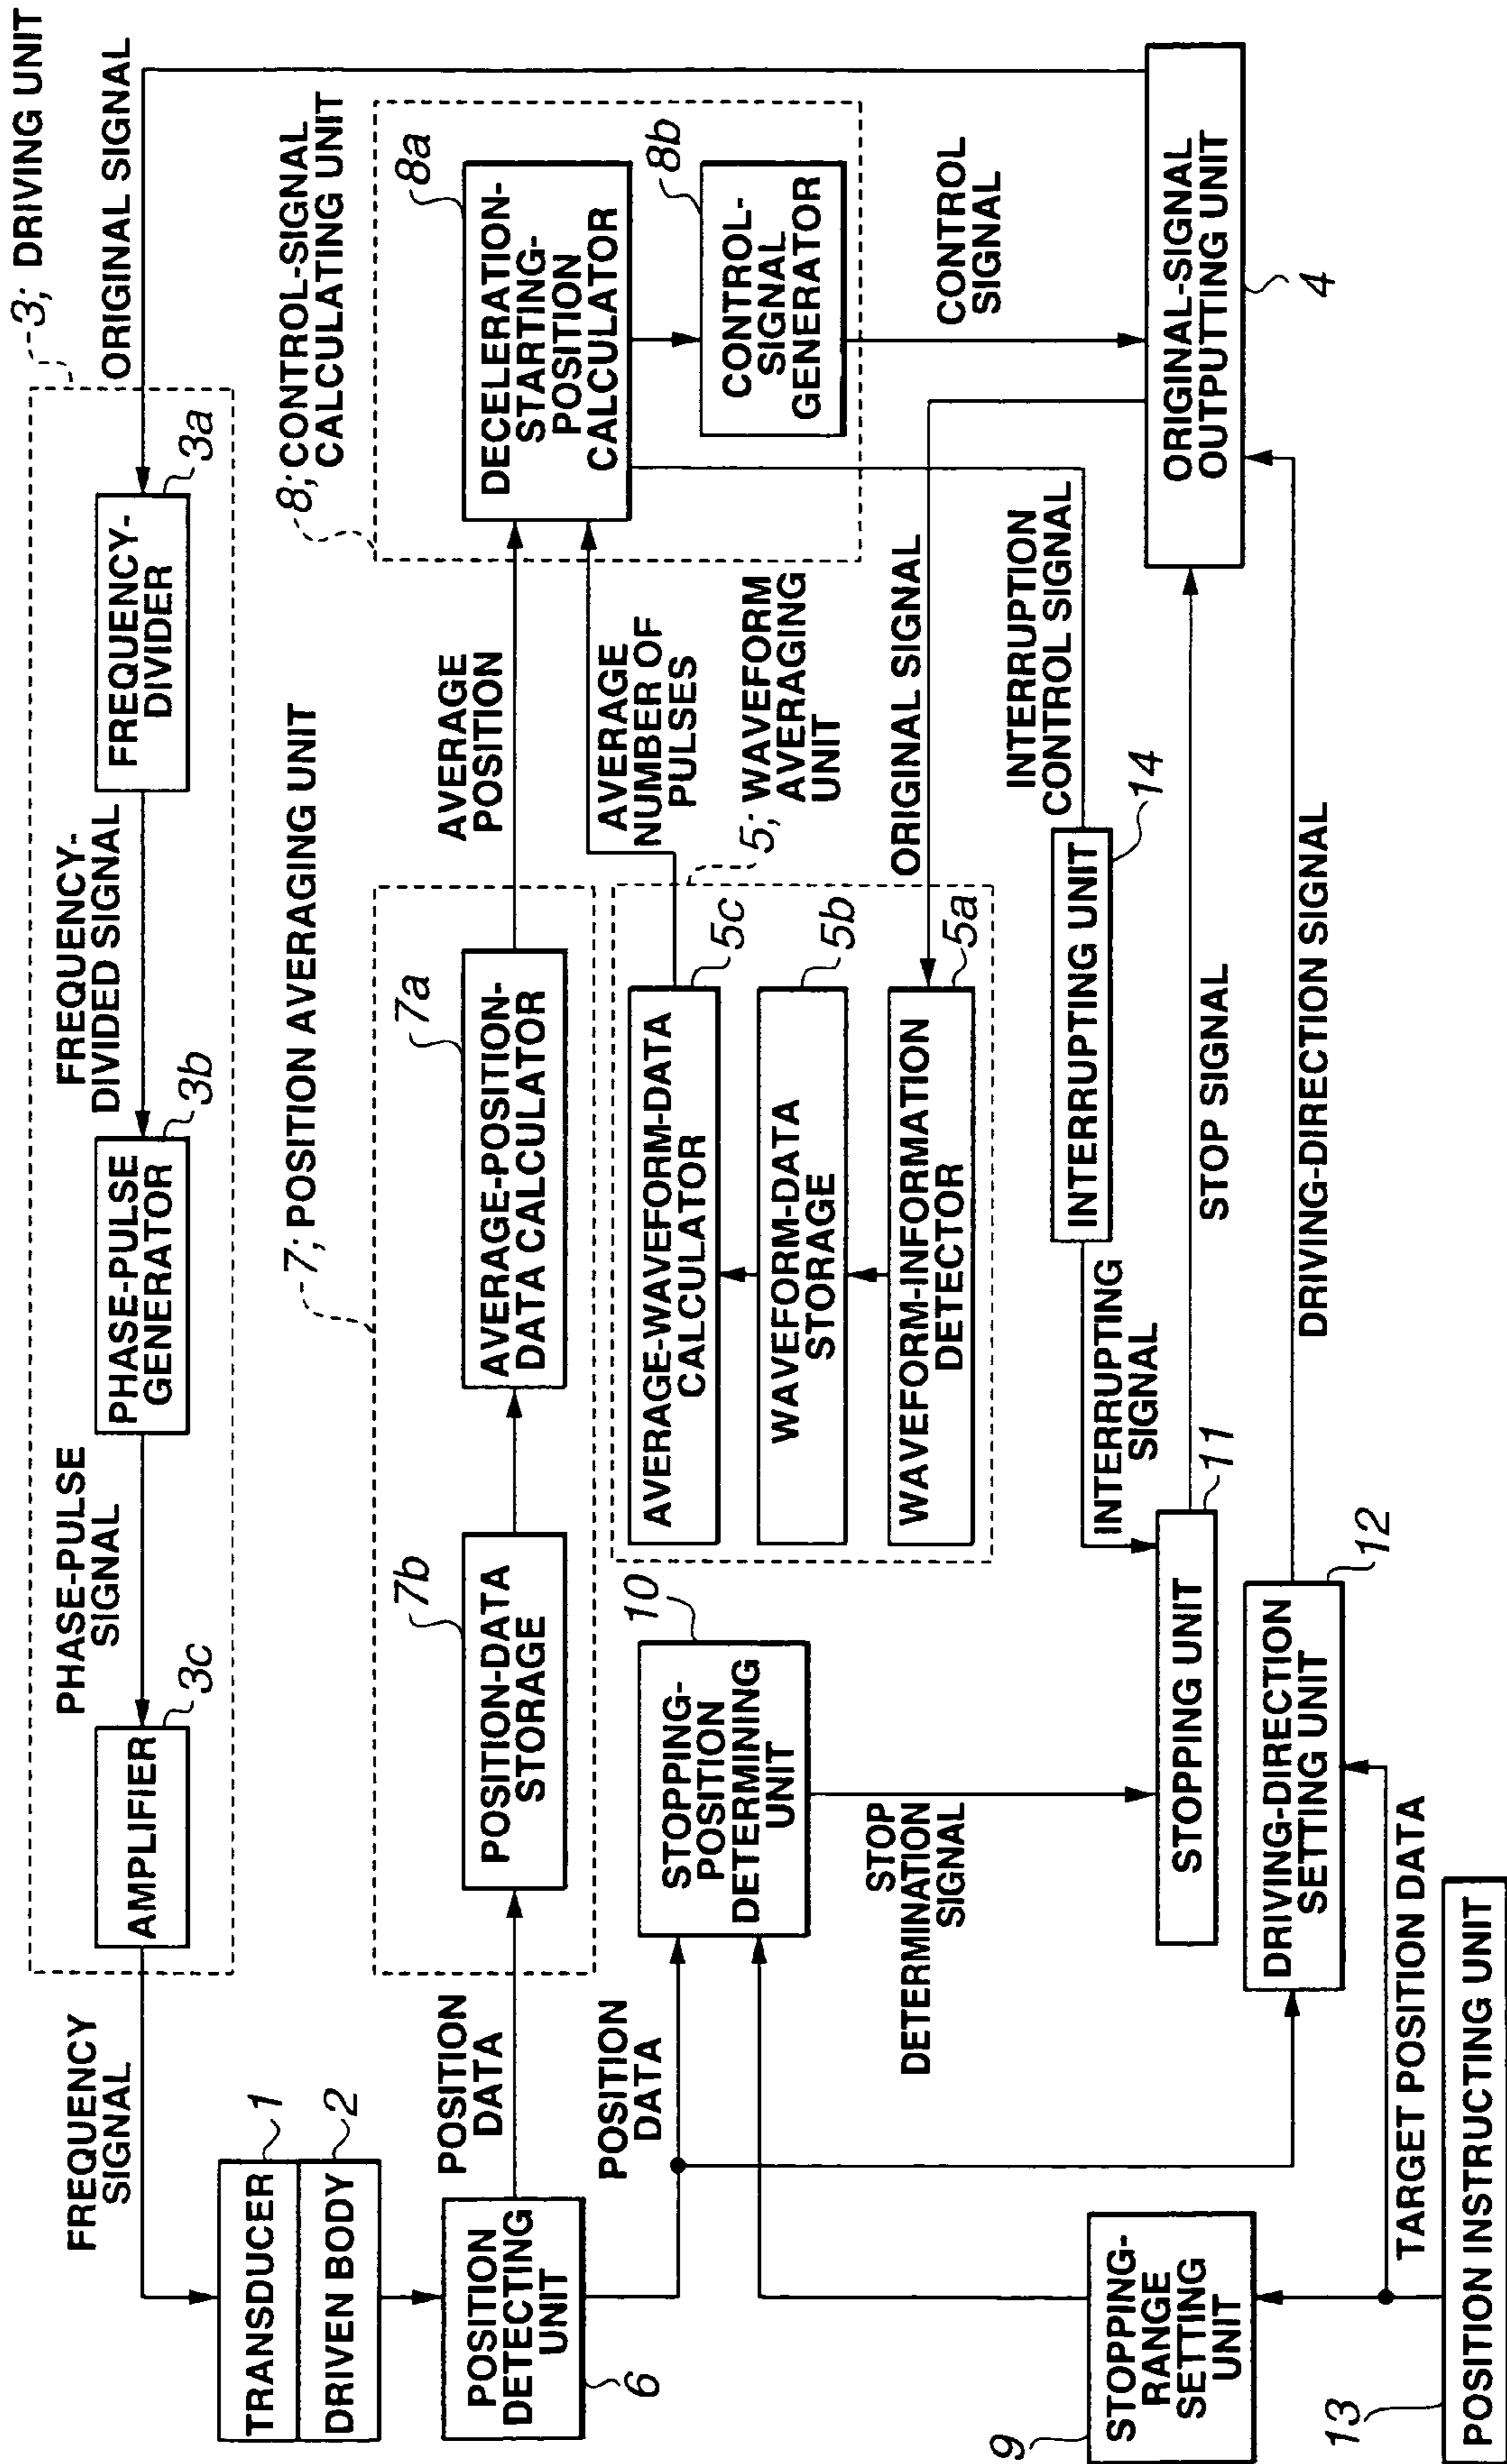 3; DRIVING UNIT
FREQUENCY
SIGNAL
AMPLIFIER
3c
PHASE-PULSE
SIGNAL
PHASE-PULSE
GENERATOR
3b
FREQUENCY-
DIVIDED SIGNAL
FREQUENCY-
DIVIDER
3a
ORIGINAL SIGNAL
TRANSDUCER
1
DRIVEN BODY
2
7; POSITION AVERAGING UNIT
8; CONTROL-SIGNAL
CALCULATING UNIT
POSITION
DETECTING
UNIT
6
POSITION
DATA
POSITION-DATA
STORAGE
7b
AVERAGE-POSITION-
DATA CALCULATOR
7a
AVERAGE
POSITION
DECELERATION-
STARTING-
POSITION
CALCULATOR
8a
CONTROL-
SIGNAL
GENERATOR
8b
CONTROL
SIGNAL
AVERAGE
NUMBER OF
PULSES
5; WAVEFORM
AVERAGING
UNIT
AVERAGE-WAVEFORM-DATA
CALCULATOR
5c
WAVEFORM-DATA
STORAGE
5b
WAVEFORM-INFORMATION
DETECTOR
5a
ORIGINAL SIGNAL
POSITION
DATA
STOPPING-
POSITION
DETERMINING
UNIT
10
STOP
DETERMINATION
SIGNAL
INTERRUPTING
SIGNAL
INTERRUPTING UNIT
14
INTERRUPTION
CONTROL SIGNAL
STOPPING-
RANGE
SETTING
UNIT
9
STOPPING UNIT
11
STOP SIGNAL
ORIGINAL-SIGNAL
OUTPUTTING UNIT
4
DRIVING-DIRECTION
SETTING UNIT
12
DRIVING-DIRECTION SIGNAL
TARGET POSITION DATA
POSITION INSTRUCTING UNIT
13